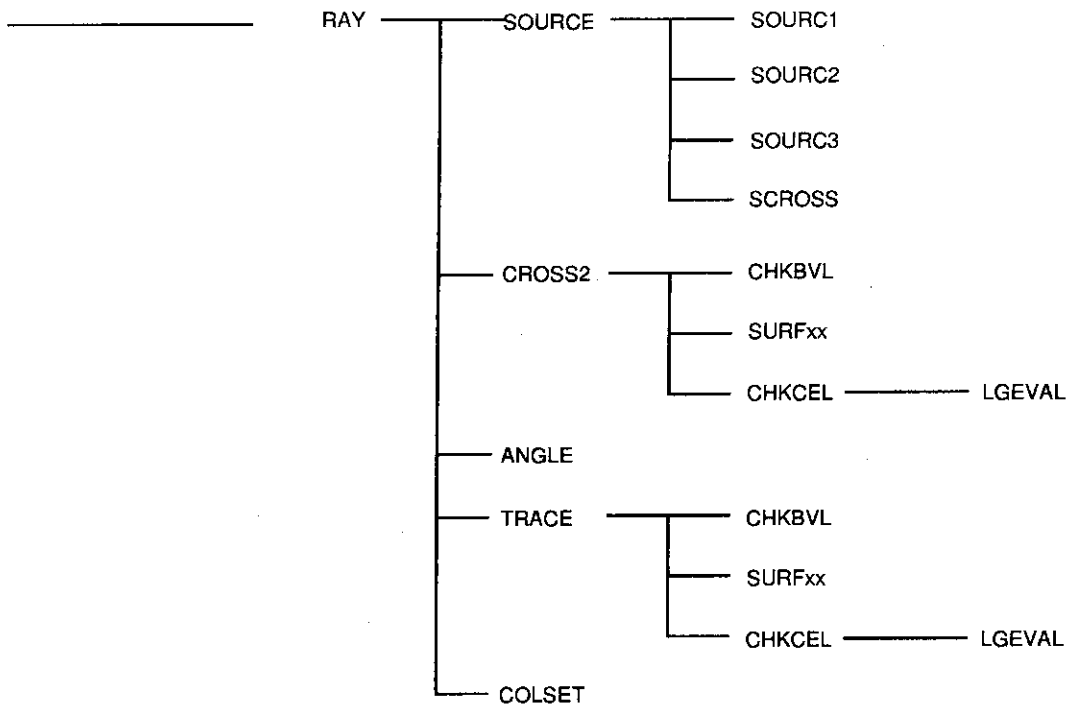 RAY SOURCE SOURC1
SOURC2
SOURC3
SCROSS
CROSS2 CHKBVL
SURFxx
CHKCEL LGEVAL
ANGLE
TRACE CHKBVL
SURFxx
CHKCEL LGEVAL
COLSET